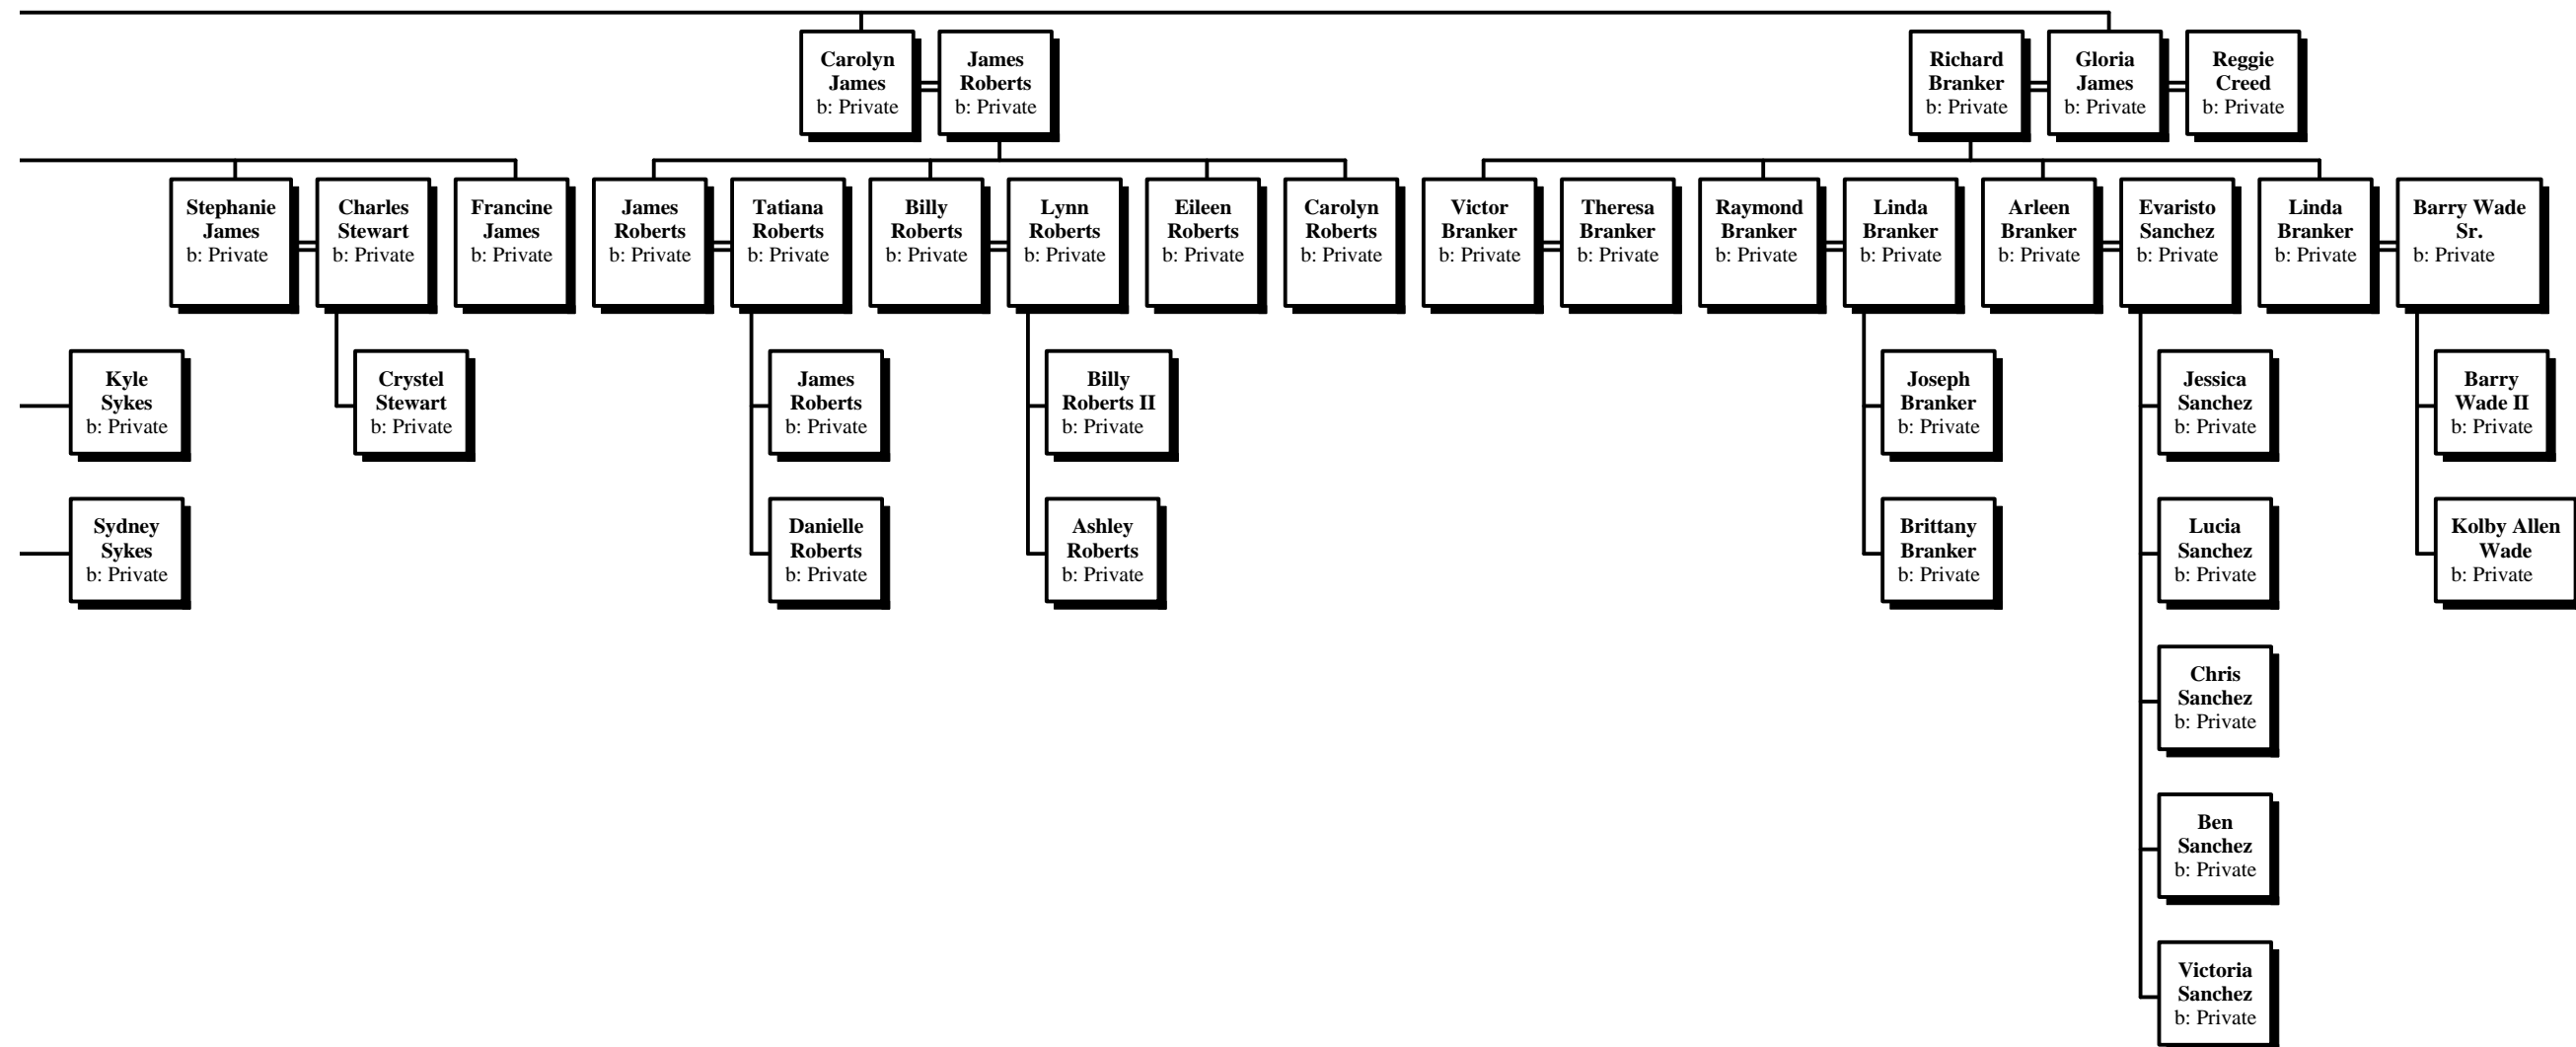 Carolyn
James
b: Private
James
Roberts
b: Private
Richard
Branker
b: Private
Gloria
James
b: Private
Reggie
Creed
b: Private
Stephanie
James
b: Private
Charles
Stewart
b: Private
Francine
James
b: Private
James
Roberts
b: Private
Tatiana
Roberts
b: Private
Billy
Roberts
b: Private
Lynn
Roberts
b: Private
Eileen
Roberts
b: Private
Carolyn
Roberts
b: Private
Victor
Branker
b: Private
Theresa
Branker
b: Private
Raymond
Branker
b: Private
Linda
Branker
b: Private
Arleen
Branker
b: Private
Evaristo
Sanchez
b: Private
Linda
Branker
b: Private
Barry Wade
Sr.
b: Private
Kyle
Sykes
b: Private
Crystel
Stewart
b: Private
James
Roberts
b: Private
Billy
Roberts II
b: Private
Joseph
Branker
b: Private
Jessica
Sanchez
b: Private
Barry
Wade II
b: Private
Sydney
Sykes
b: Private
Danielle
Roberts
b: Private
Ashley
Roberts
b: Private
Brittany
Branker
b: Private
Lucia
Sanchez
b: Private
Kolby Allen
Wade
b: Private
Chris
Sanchez
b: Private
Ben
Sanchez
b: Private
Victoria
Sanchez
b: Private